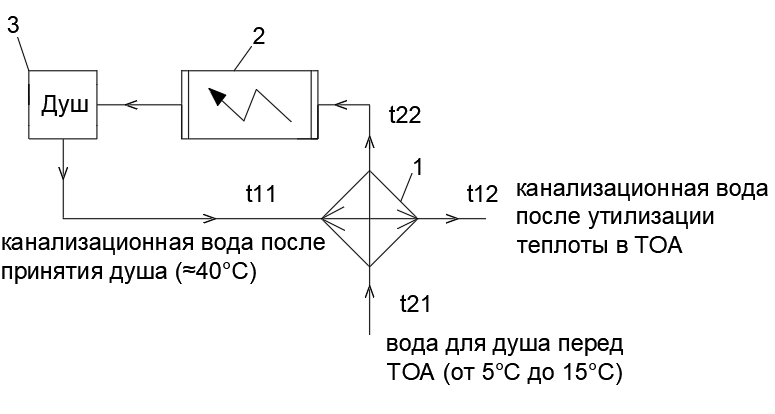 3
2
Душ
t22
1
t11
t12
канализационная вода
после утилизации
теплоты в ТОА
канализационная вода после
принятия душа (≈40°C)
t21
вода для душа перед
ТОА (от 5°C до 15°C)